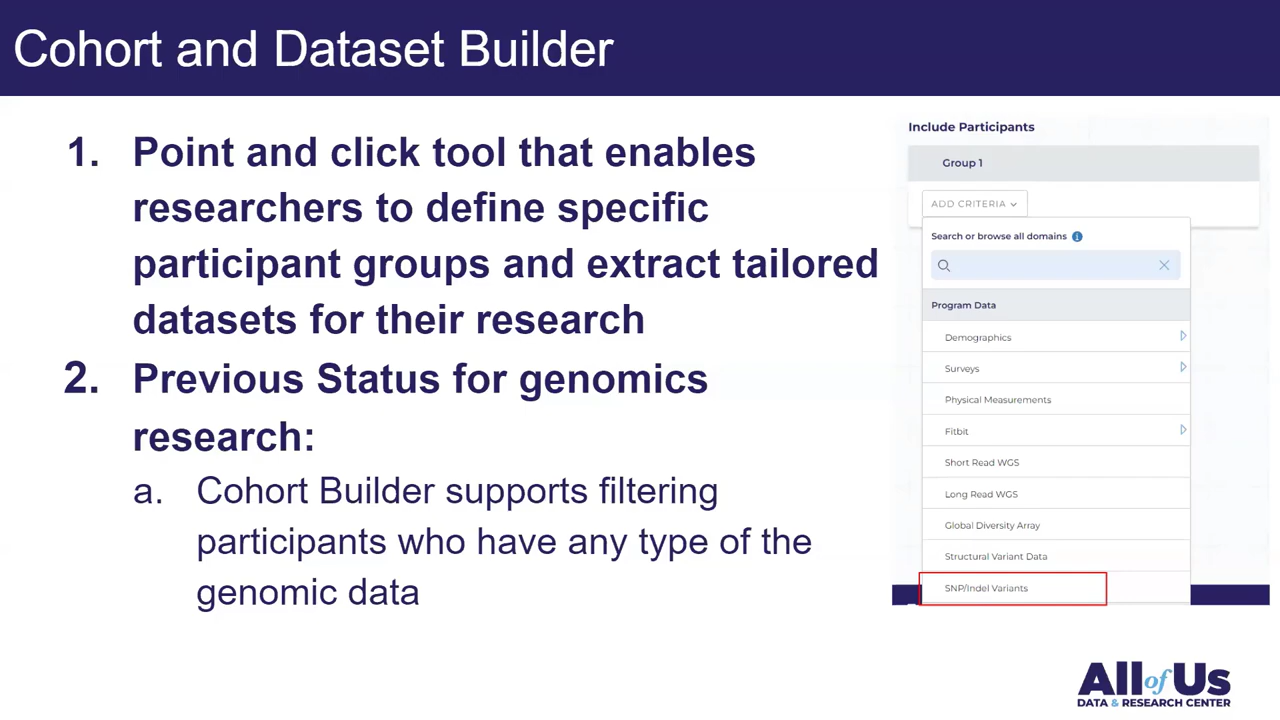 Cohort and Dataset Builder
1. Point and click tool that enables
researchers to define specific
participant groups and extract tailored
datasets for their research
2. Previous Status for genomics
research:
a. Cohort Builder supports filtering
participants who have any type of the
genomic data
Include Participants
Group 1
ADD CRITERIA
Search or browse all domains
Program Data
Demographics
Surveys
Physical Measurements
Fitbit
Short Read WGS
Long Read WGS
Global Diversity Array
Structural Variant Data
SNP/Indel Variants
All of Us
DATA & RESEARCH CENTER